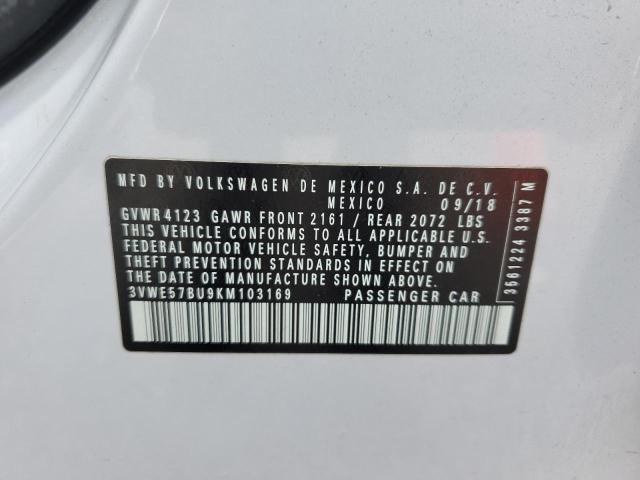 MFD BY VOLKSWAGEN DE MEXICO S.A. DE C.V.
MEXICO 09/18
GVWR 4123 GAWR FRONT 2161 / REAR 2072 LBS
THIS VEHICLE CONFORMS TO ALL APPLICABLE U.S.
FEDERAL MOTOR VEHICLE SAFETY, BUMPER AND
THEFT PREVENTION STANDARDS IN EFFECT ON
THE DATE OF MANUFACTURE SHOWN ABOVE.
3VWE57BU9KM103169 PASSENGER CAR
3561224 3387 M